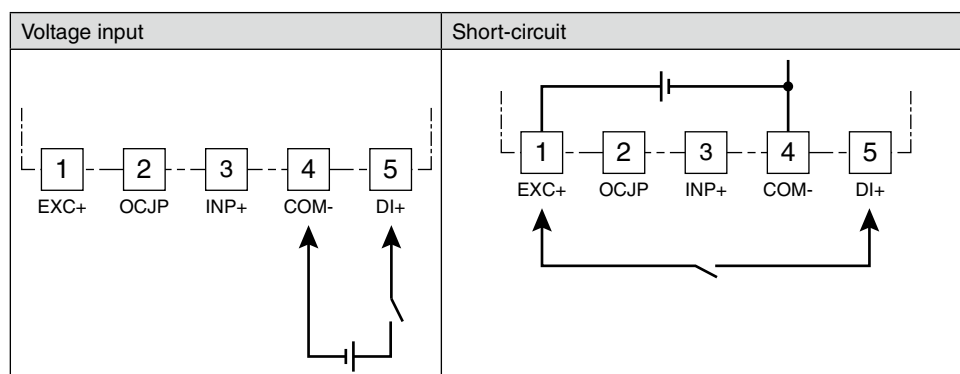 Voltage input
Short-circuit
1 2 3 4 5
EXC+ OCJP INP+ COM- DI+
1 2 3 4 5
EXC+ OCJP INP+ COM- DI+